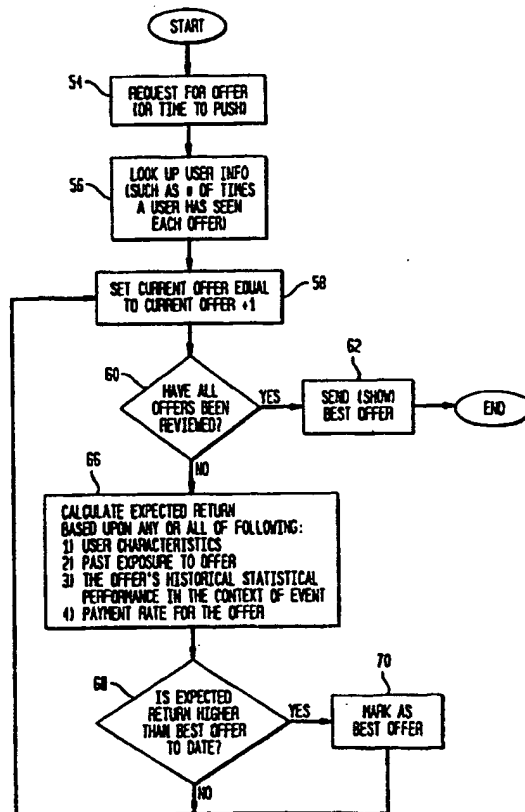 START
54
REQUEST FOR OFFER
(OR TIME TO PUSH)
56
LOOK UP USER INFO
(SUCH AS # OF TIMES
A USER HAS SEEN
EACH OFFER)
58
SET CURRENT OFFER EQUAL
TO CURRENT OFFER +1
60
HAVE ALL
OFFERS BEEN
REVIEWED?
YES
62
SEND (SHOW)
BEST OFFER
END
NO
66
CALCULATE EXPECTED RETURN
BASED UPON ANY OR ALL OF FOLLOWING:
1) USER CHARACTERISTICS
2) PAST EXPOSURE TO OFFER
3) THE OFFER'S HISTORICAL STATISTICAL
PERFORMANCE IN THE CONTEXT OF EVENT
4) PAYMENT RATE FOR THE OFFER
68
IS EXPECTED
RETURN HIGHER
THAN BEST OFFER
TO DATE?
YES
70
MARK AS
BEST OFFER
NO